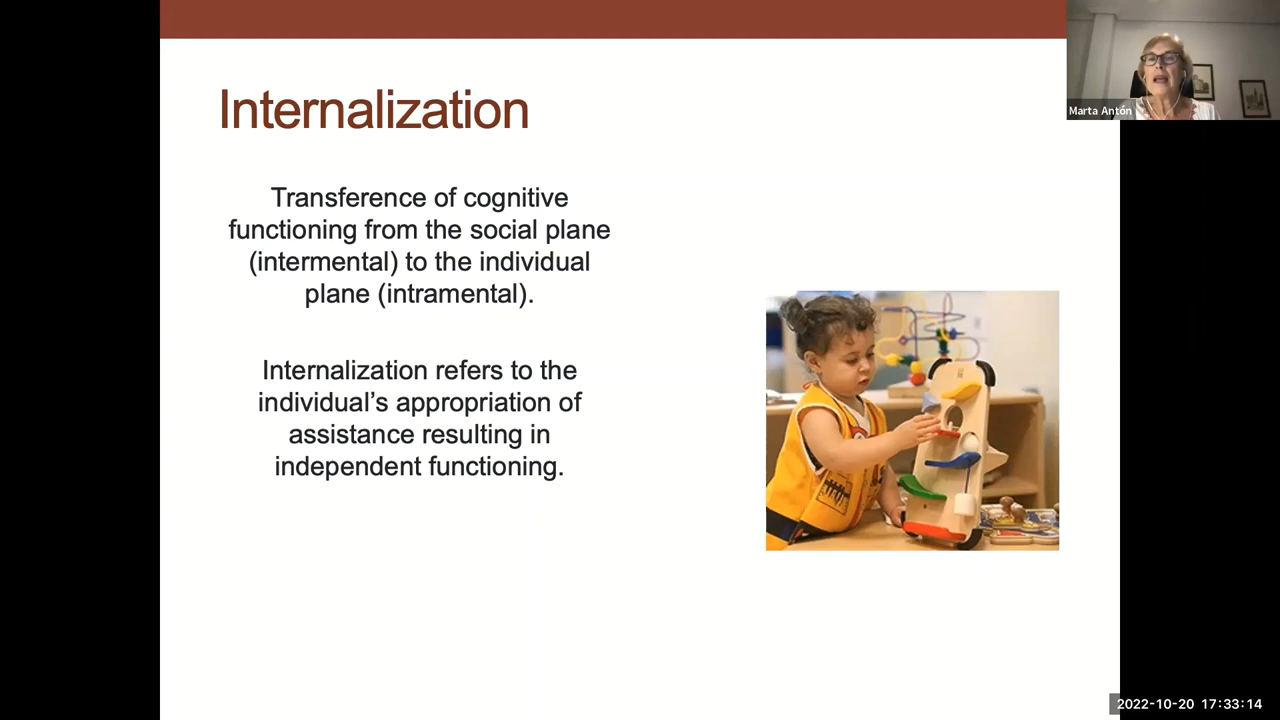 Internalization
Transference of cognitive
functioning from the social plane
(intermental) to the individual
plane (intramental).
Internalization refers to the
individual’s appropriation of
assistance resulting in
independent functioning.
Marta Antón
2022-10-20 17:33:14